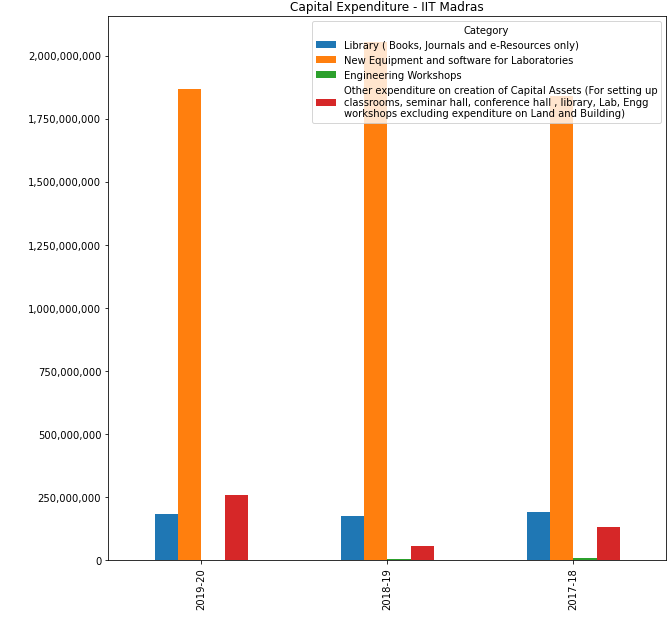 Capital Expenditure - IIT Madras
Category
Library ( Books, Journals and e-Resources only)
New Equipment and software for Laboratories
Engineering Workshops
Other expenditure on creation of Capital Assets (For setting up
classrooms, seminar hall, conference hall , library, Lab, Engg
workshops excluding expenditure on Land and Building)
2,000,000,000
1,750,000,000
1,500,000,000
1,250,000,000
1,000,000,000
750,000,000
500,000,000
250,000,000
0
2019-20
2018-19
2017-18